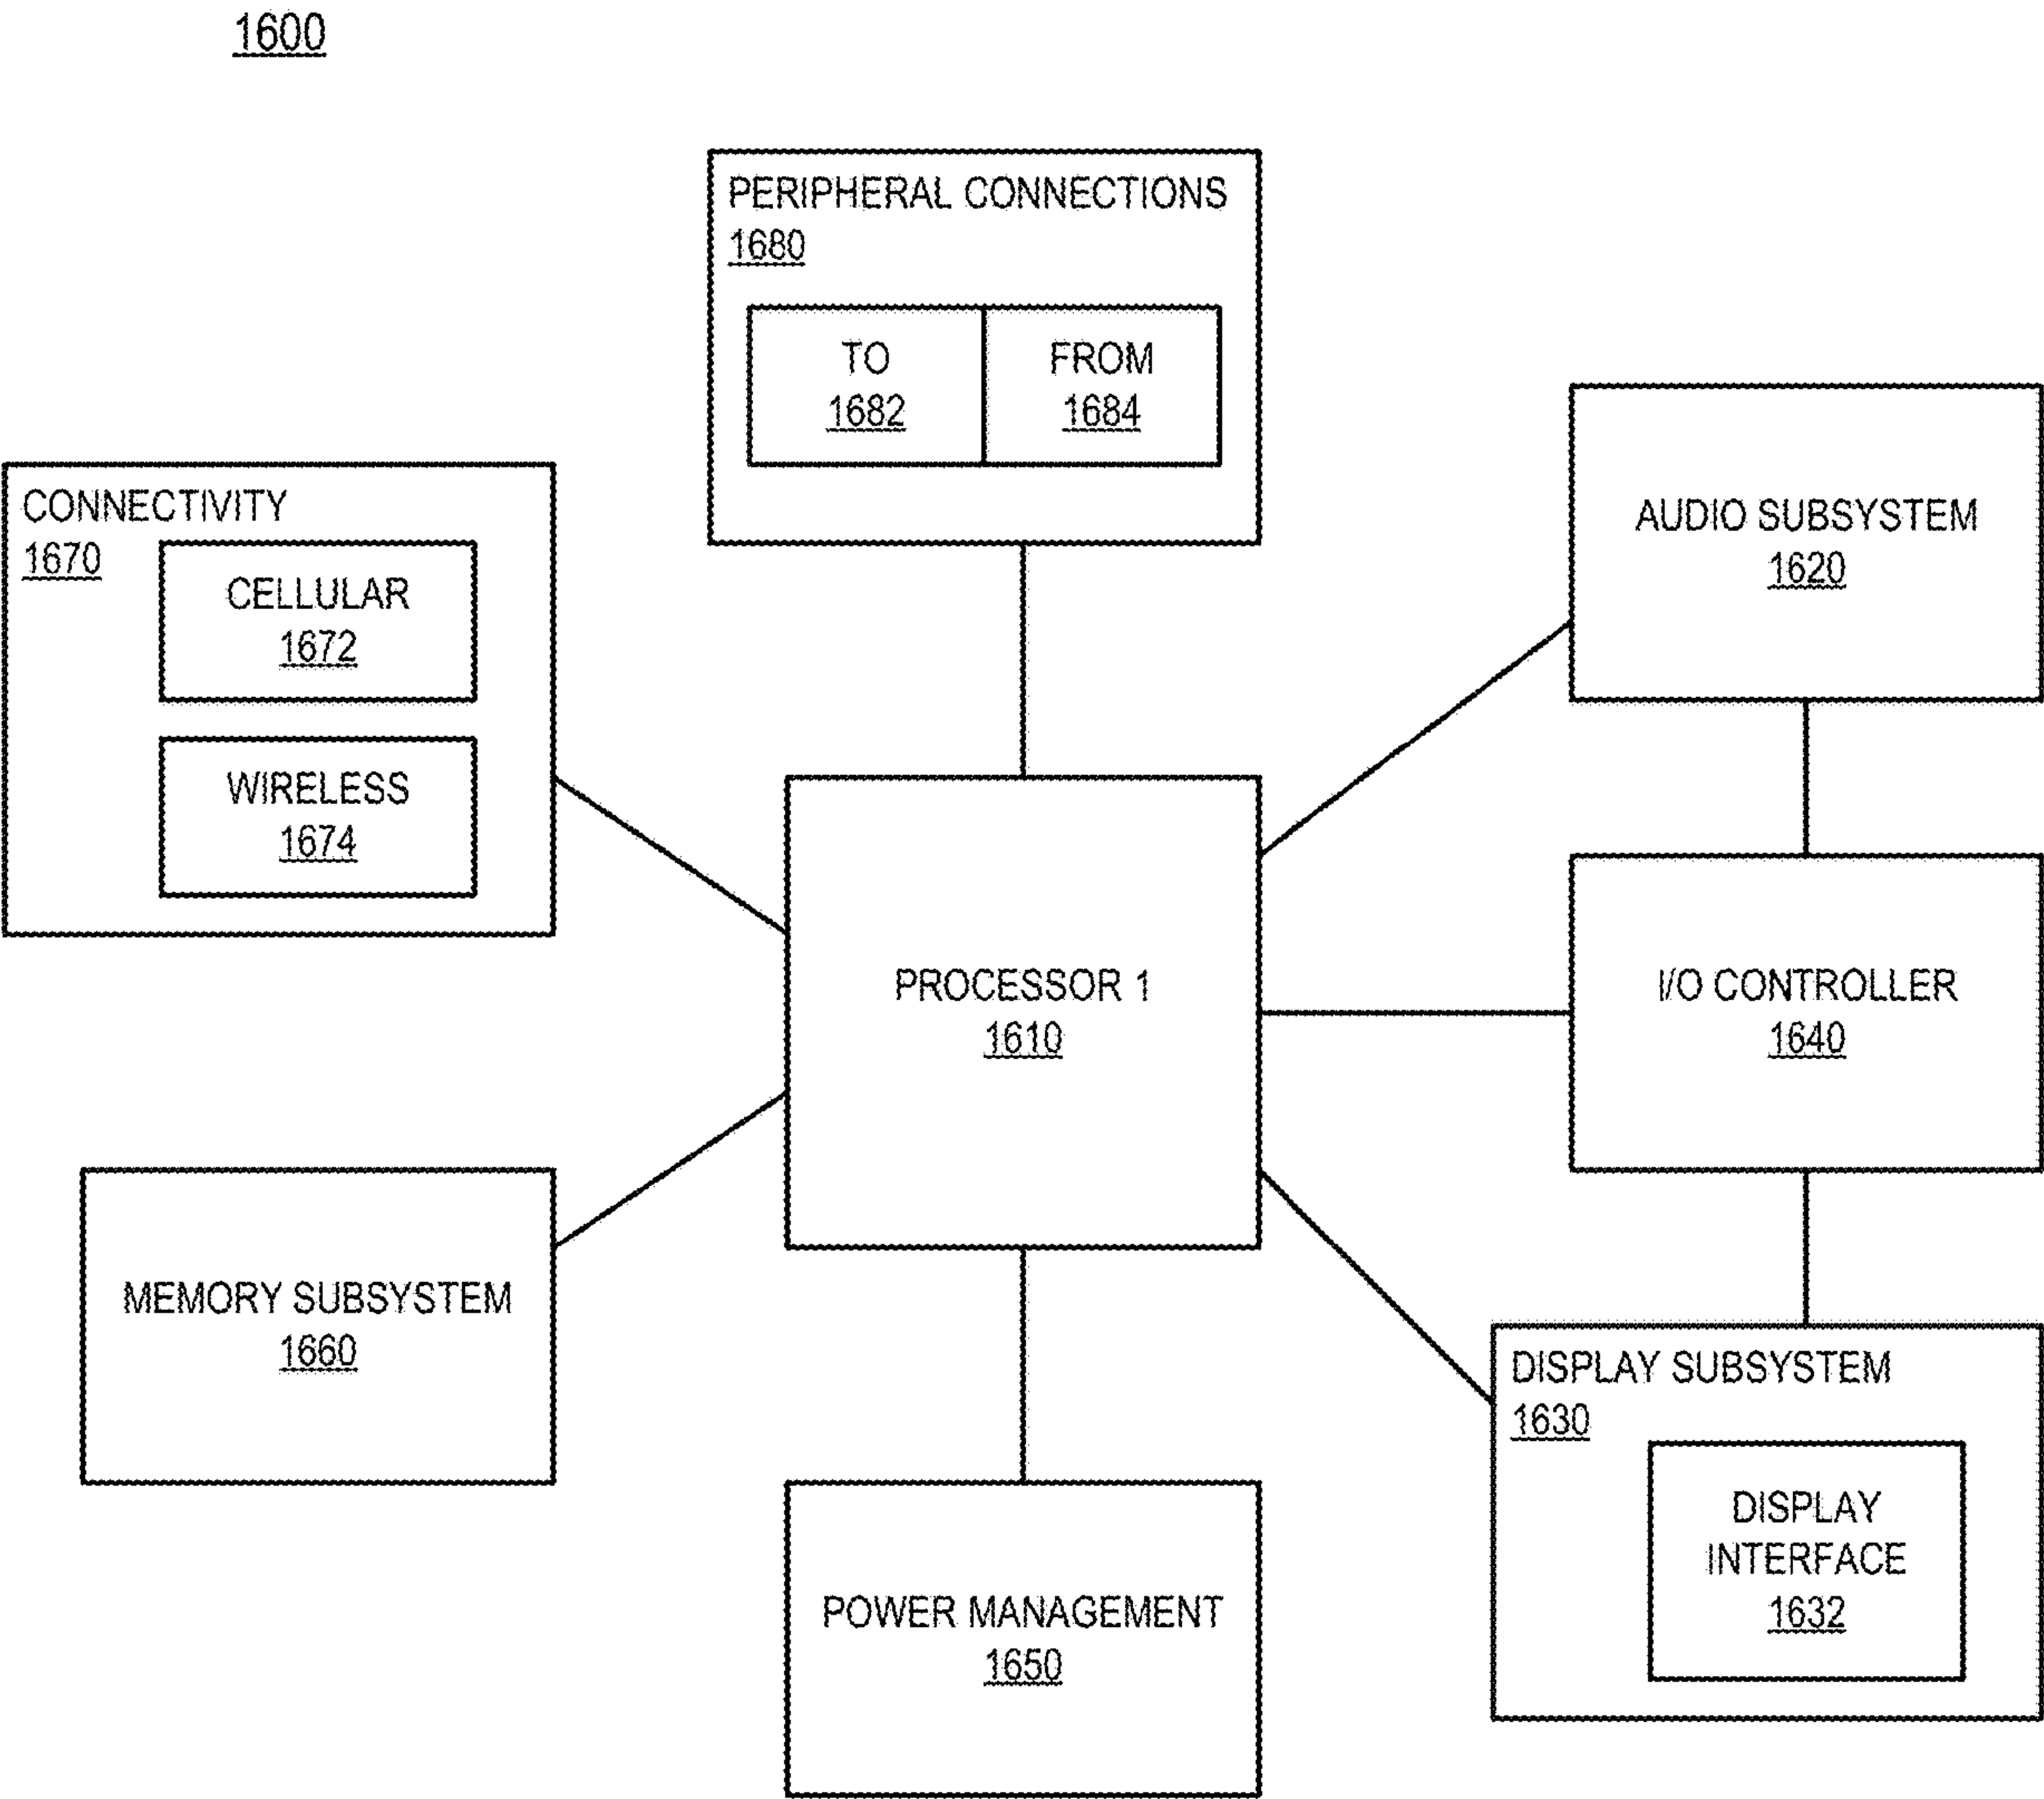 1600
PERIPHERAL CONNECTIONS
1680
TO
1682
FROM
1684
CONNECTIVITY
1670
CELLULAR
1672
WIRELESS
1674
AUDIO SUBSYSTEM
1620
PROCESSOR 1
1610
I/O CONTROLLER
1640
MEMORY SUBSYSTEM
1660
POWER MANAGEMENT
1650
DISPLAY SUBSYSTEM
1630
DISPLAY
INTERFACE
1632